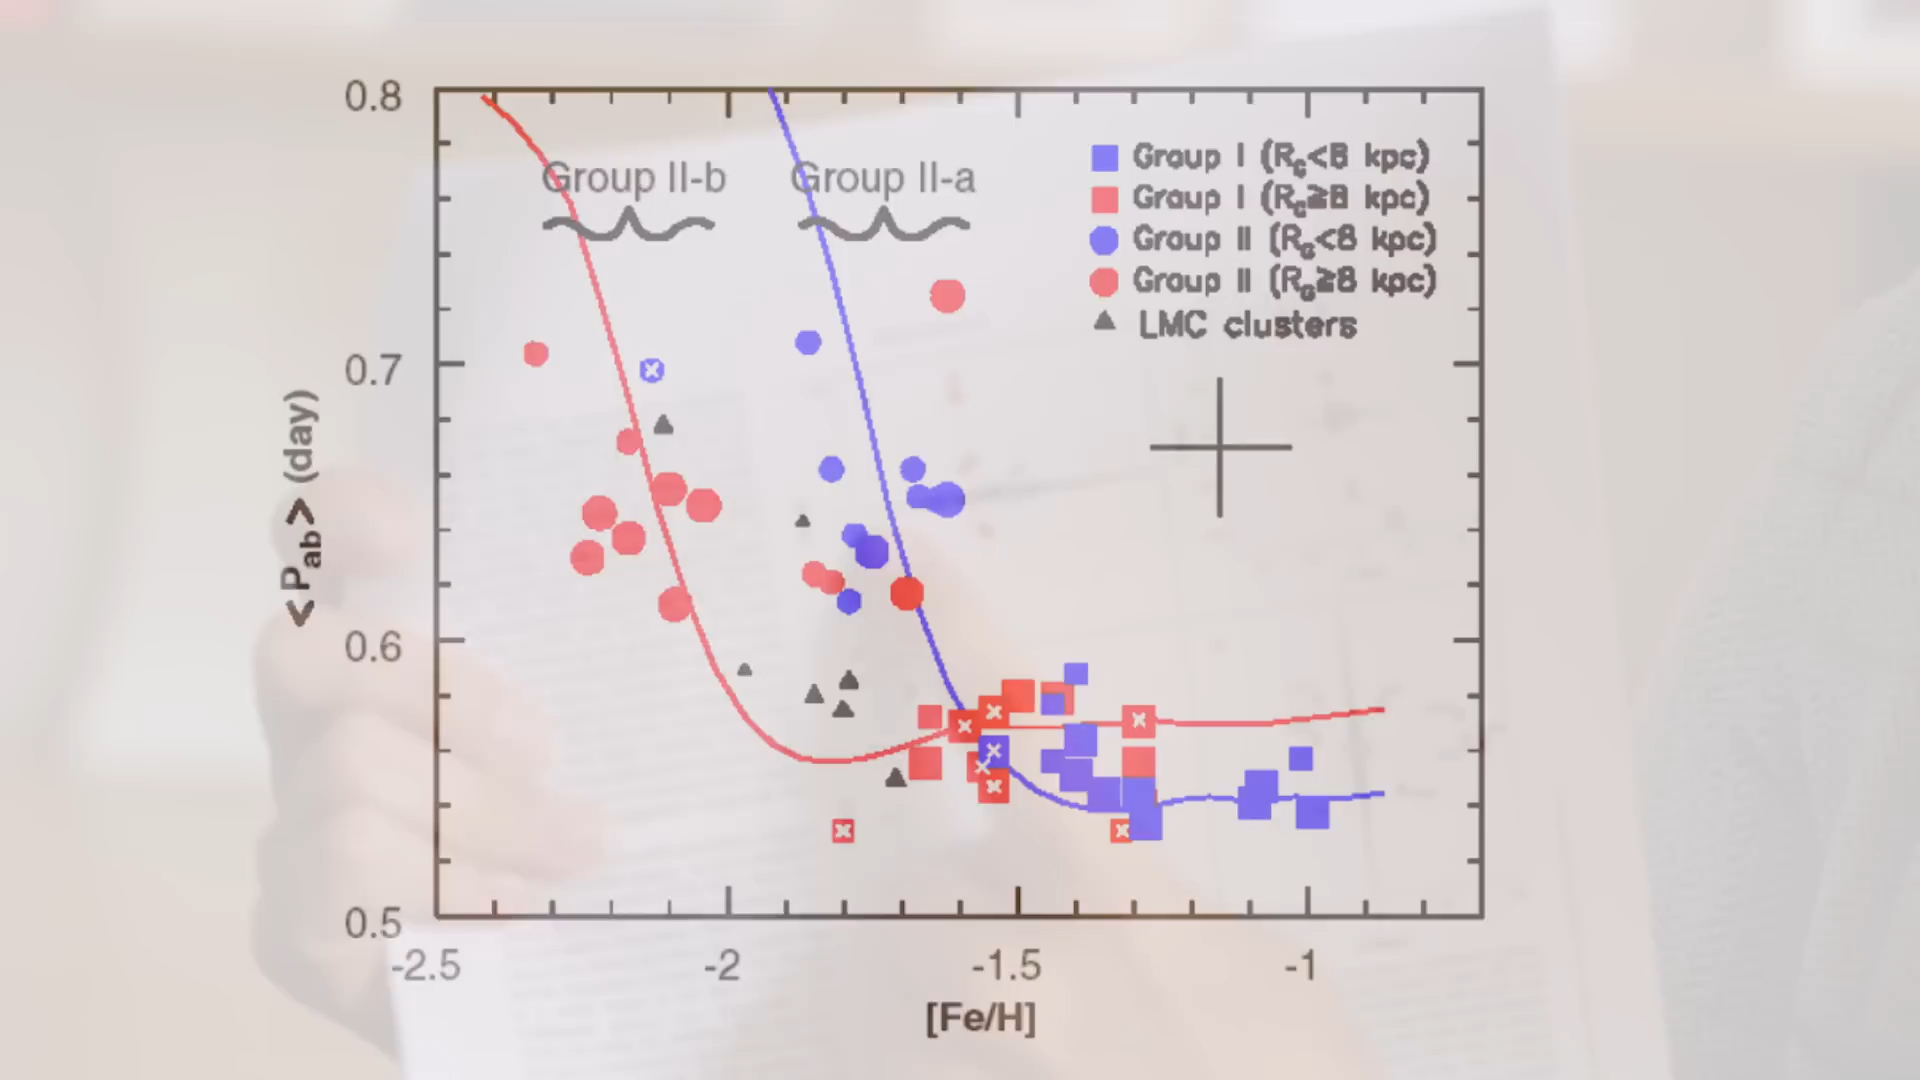 0.8
0.7
0.6
0.5
<P_ab> (day)
Group II-b
Group II-a
Group I (R_G<8 kpc)
Group I (R_G≥8 kpc)
Group II (R_G<8 kpc)
Group II (R_G≥8 kpc)
LMC clusters
-2.5
-2
-1.5
-1
[Fe/H]